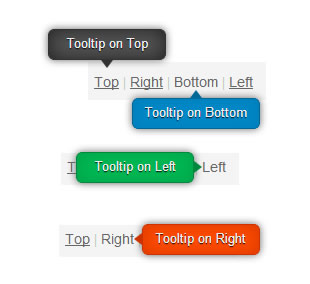 Tooltip on Top
Top | Right | Bottom | Left
Tooltip on Bottom
T Tooltip on Left Left
Top | Right Tooltip on Right